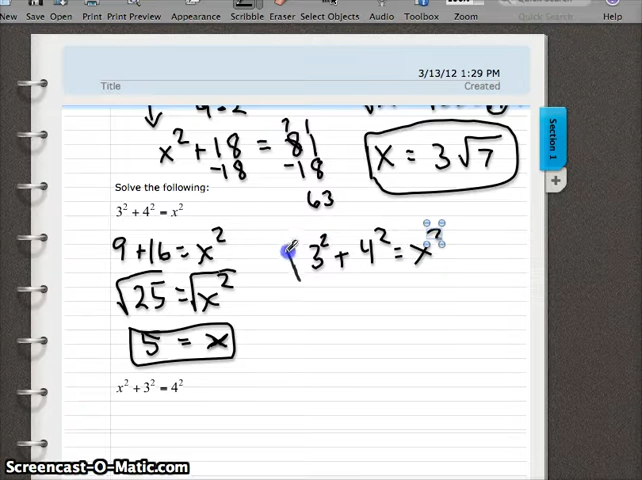 New Save Open Print Print Preview Appearance Scribble Eraser Select Objects Audio Toolbox Zoom Quick Search
3/13/12 1:29 PM
Title Created
x² + 18 = 81
-18 -18
63
x = 3√7
Section 1
Solve the following:
3² + 4² = x²
9 + 16 = x²
3² + 4² = x²
√25 = √x²
5 = x
x² + 3² = 4²
Screencast-O-Matic.com